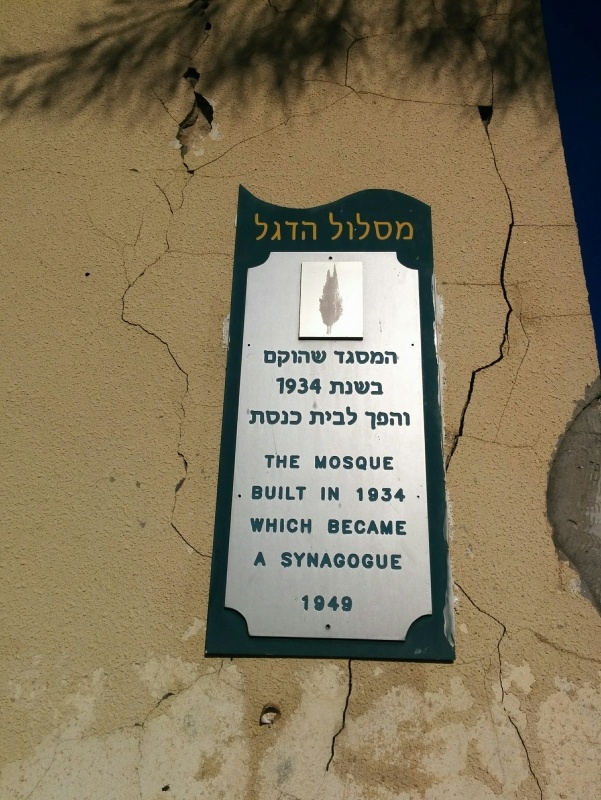 מסלול הדגל
המסגד שהוקם
בשנת 1934
והפך לבית כנסת
THE MOSQUE
BUILT IN 1934
WHICH BECAME
A SYNAGOGUE
1949